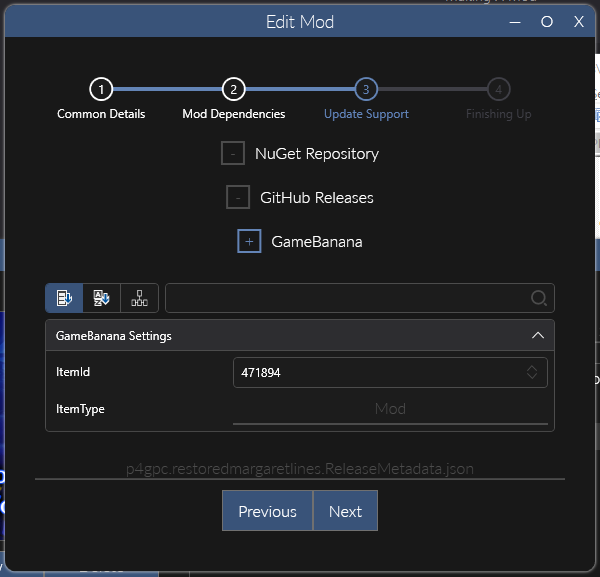 Edit Mod
1 2 3 4
Common Details Mod Dependencies Update Support Finishing Up
- NuGet Repository
- GitHub Releases
+ GameBanana
GameBanana Settings
ItemId 471894
ItemType Mod
p4gpc.restoredmargaretlines.ReleaseMetadata.json
Previous Next